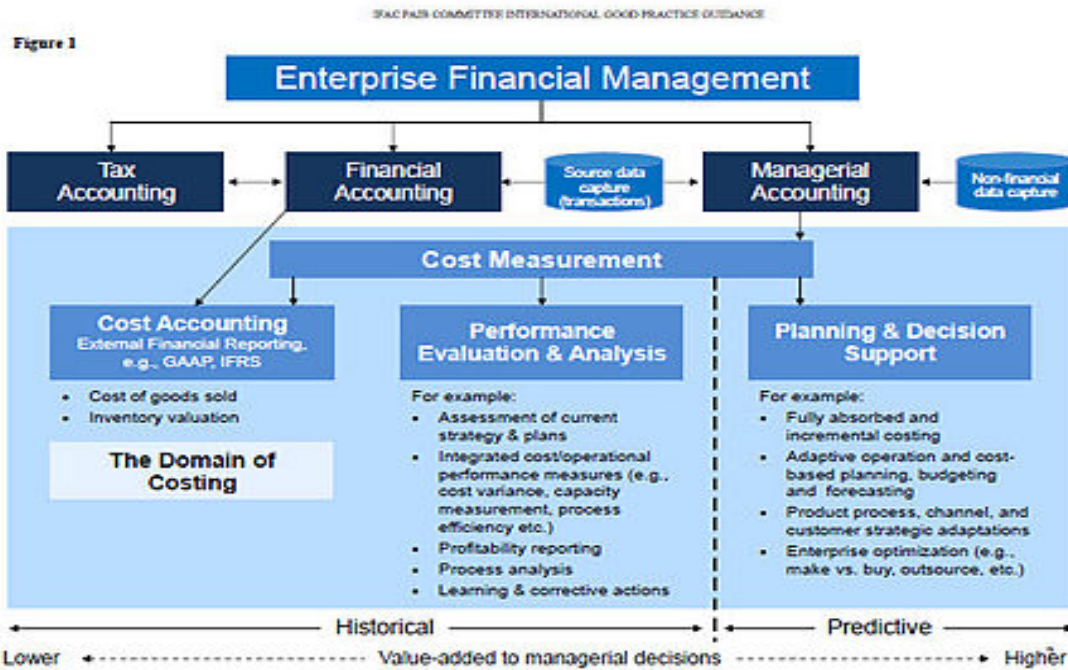 IFAC PAIB COMMITTEE INTERNATIONAL GOOD PRACTICE GUIDANCE
Figure 1
Enterprise Financial Management
Tax
Accounting
Financial
Accounting
Source data
capture
(transactions)
Managerial
Accounting
Non-financial
data capture
Cost Measurement
Cost Accounting
External Financial Reporting,
e.g., GAAP, IFRS
• Cost of goods sold
• Inventory valuation
The Domain of
Costing
Performance
Evaluation & Analysis
For example:
• Assessment of current
strategy & plans
• Integrated cost/operational
performance measures (e.g.,
cost variance, capacity
measurement, process
efficiency etc.)
• Profitability reporting
• Process analysis
• Learning & corrective actions
Planning & Decision
Support
For example:
• Fully absorbed and
incremental costing
• Adaptive operation and cost-
based planning, budgeting
and forecasting
• Product process, channel, and
customer strategic adaptations
• Enterprise optimization (e.g.,
make vs. buy, outsource, etc.)
Historical
Predictive
Lower
Value-added to managerial decisions
Higher